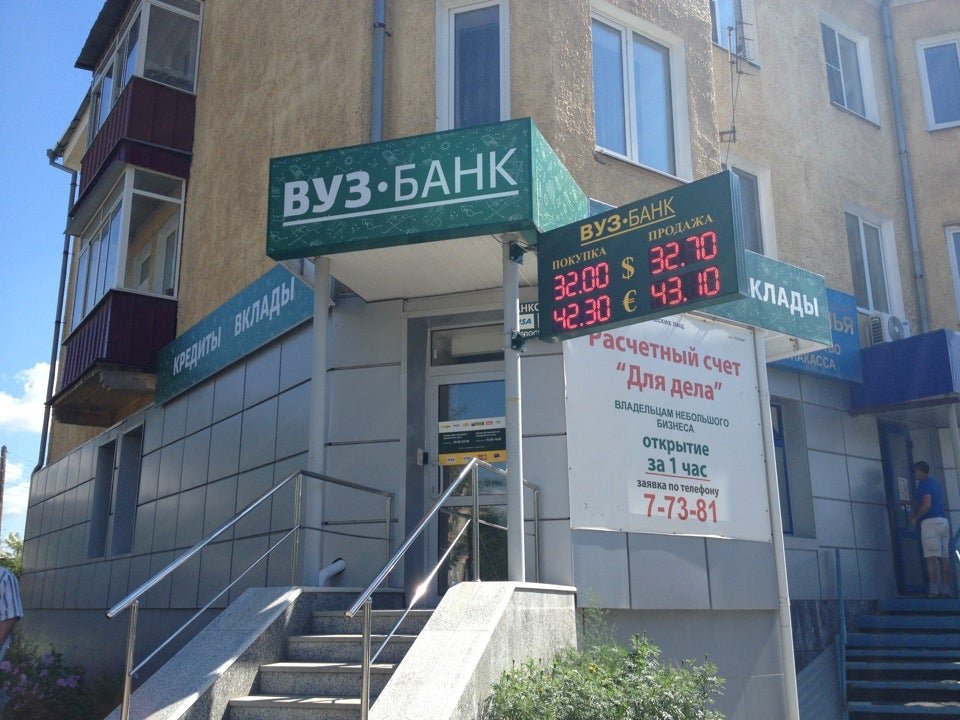 ВУЗ•БАНК
КРЕДИТЫ ВКЛАДЫ
ВУЗ•БАНК
ПОКУПКА ПРОДАЖА
32.00 $ 32.70
42.30 € 43.10
КЛАДЫ
VISA
Расчетный счет
"Для дела"
ВЛАДЕЛЬЦАМ НЕБОЛЬШОГО
БИЗНЕСА
открытие
за 1 час
заявка по телефону
7-73-81